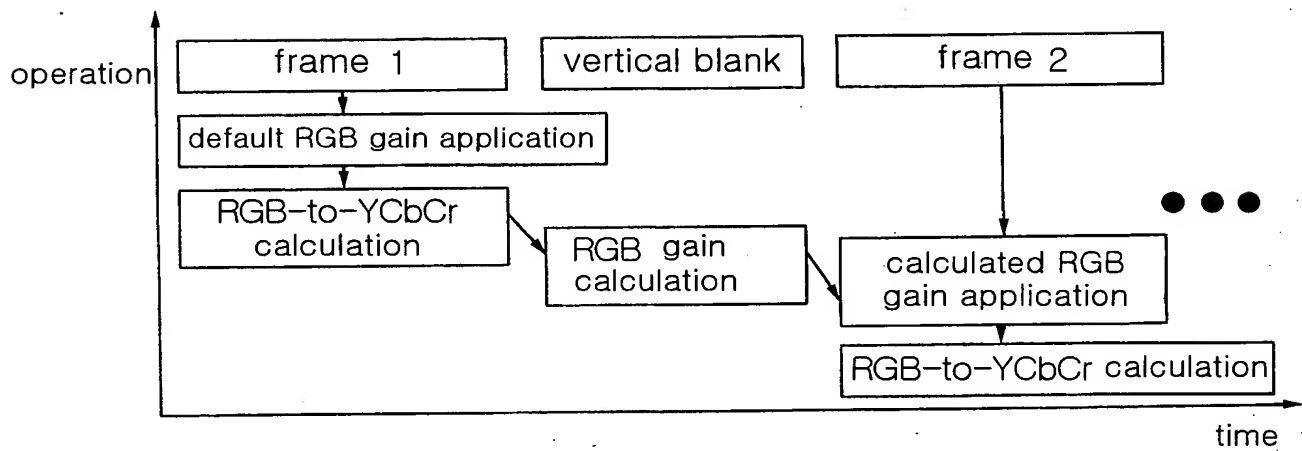 operation
frame 1
vertical blank
frame 2
default RGB gain application
RGB-to-YCbCr
calculation
RGB gain
calculation
calculated RGB
gain application
RGB-to-YCbCr calculation
time